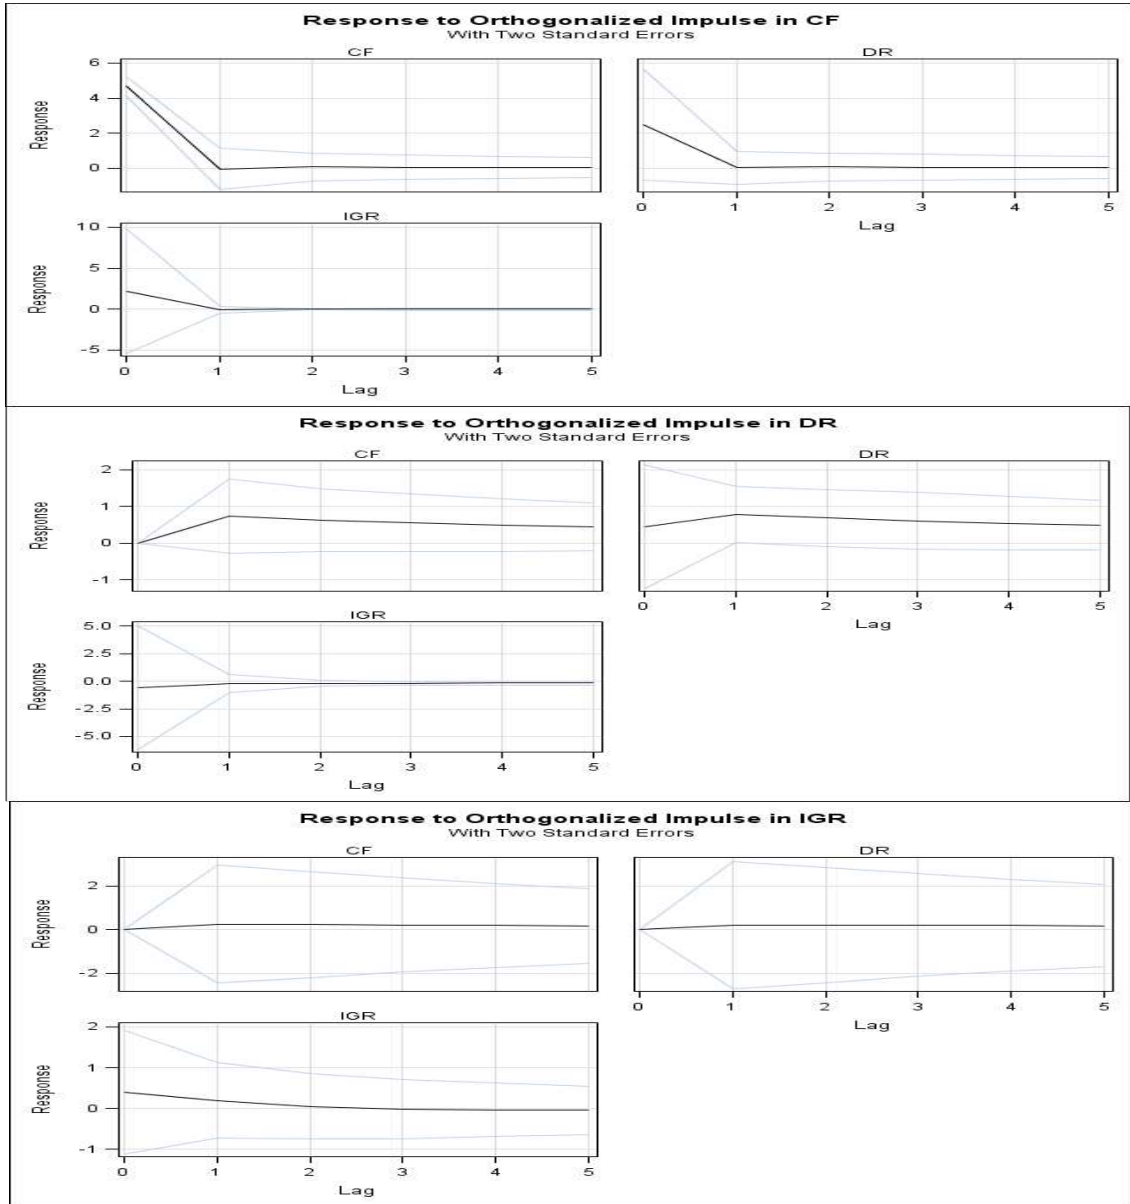 Response to Orthogonalized Impulse in CF
With Two Standard Errors
CF
DR
Response
6
4
2
0
0 1 2 3 4 5
Lag
IGR
Response
10
5
0
-5
0 1 2 3 4 5
Lag
Response to Orthogonalized Impulse in DR
With Two Standard Errors
CF
DR
Response
2
1
0
-1
0 1 2 3 4 5
Lag
IGR
Response
5.0
2.5
0.0
-2.5
-5.0
0 1 2 3 4 5
Lag
Response to Orthogonalized Impulse in IGR
With Two Standard Errors
CF
DR
Response
2
0
-2
0 1 2 3 4 5
Lag
IGR
Response
2
1
0
-1
0 1 2 3 4 5
Lag